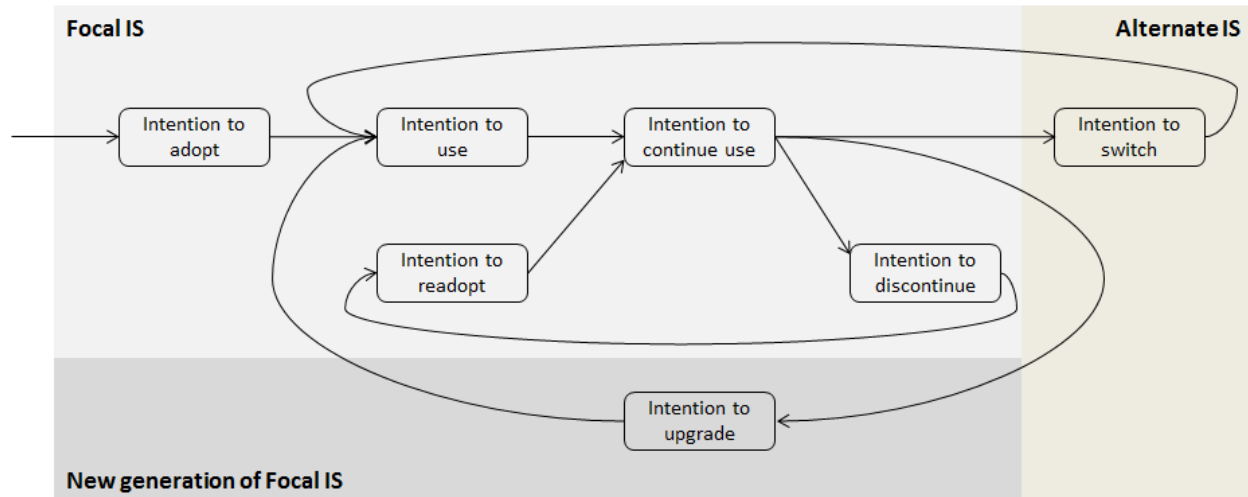 Focal IS
Alternate IS
Intention to
adopt
Intention to
use
Intention to
continue use
Intention to
switch
Intention to
readopt
Intention to
discontinue
Intention to
upgrade
New generation of Focal IS